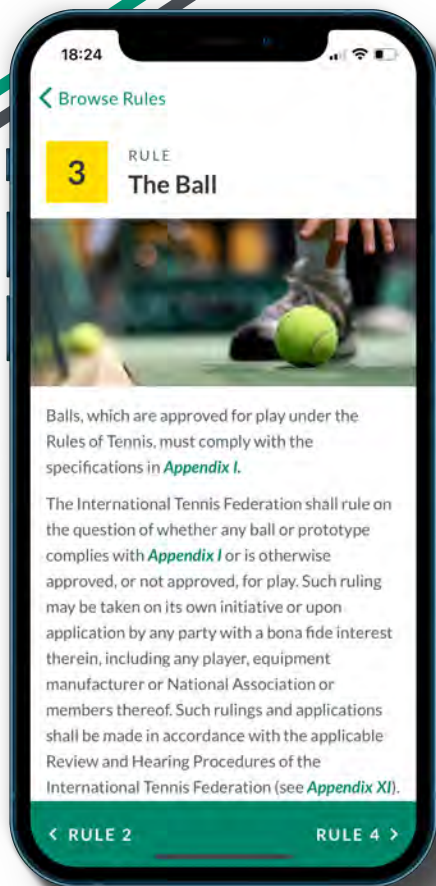 18:24
Browse Rules
3
RULE
The Ball
Balls, which are approved for play under the
Rules of Tennis, must comply with the
specifications in Appendix I.
The International Tennis Federation shall rule on
the question of whether any ball or prototype
complies with Appendix I or is otherwise
approved, or not approved, for play. Such ruling
may be taken on its own initiative or upon
application by any party with a bona fide interest
therein, including any player, equipment
manufacturer or National Association or
members thereof. Such rulings and applications
shall be made in accordance with the applicable
Review and Hearing Procedures of the
International Tennis Federation (see Appendix XI).
< RULE 2
RULE 4 >